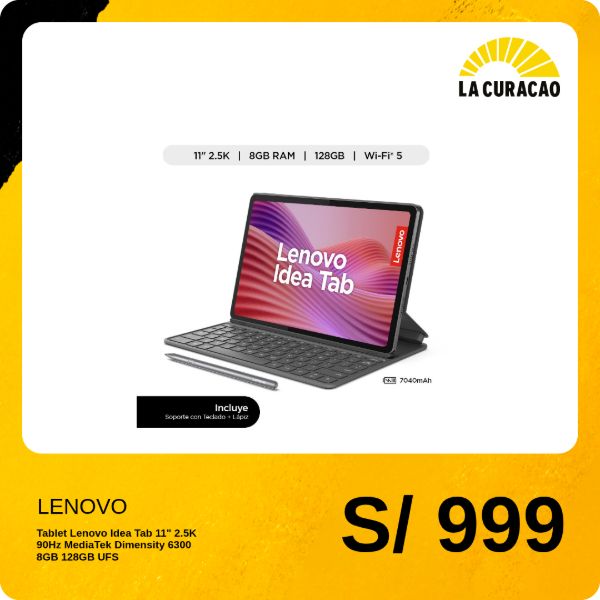 LA CURACAO
11" 2.5K | 8GB RAM | 128GB | Wi-Fi® 5
Lenovo
Lenovo
Idea Tab
7040mAh
Incluye
Soporte con Teclado + Lápiz
LENOVO
S/ 999
Tablet Lenovo Idea Tab 11" 2.5K
90Hz MediaTek Dimensity 6300
8GB 128GB UFS